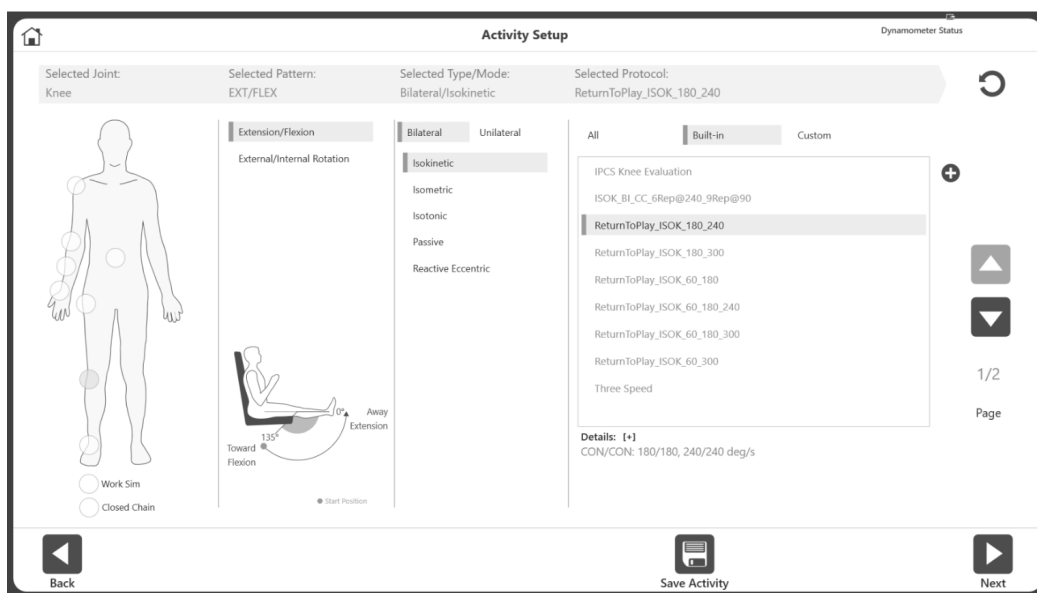 Activity Setup
Dynamometer Status
Selected Joint:
Knee
Selected Pattern:
EXT/FLEX
Selected Type/Mode:
Bilateral/Isokinetic
Selected Protocol:
ReturnToPlay_ISOK_180_240
Extension/Flexion
External/Internal Rotation
Bilateral
Unilateral
Isokinetic
Isometric
Isotonic
Passive
Reactive Eccentric
All
Built-in
Custom
IPCS Knee Evaluation
ISOK_BI_CC_6Rep@240_9Rep@90
ReturnToPlay_ISOK_180_240
ReturnToPlay_ISOK_180_300
ReturnToPlay_ISOK_60_180
ReturnToPlay_ISOK_60_180_240
ReturnToPlay_ISOK_60_180_300
ReturnToPlay_ISOK_60_300
Three Speed
1/2
Page
0°
Away
Extension
135°
Toward
Flexion
Start Position
Details: [+]
CON/CON: 180/180, 240/240 deg/s
Work Sim
Closed Chain
Back
Save Activity
Next